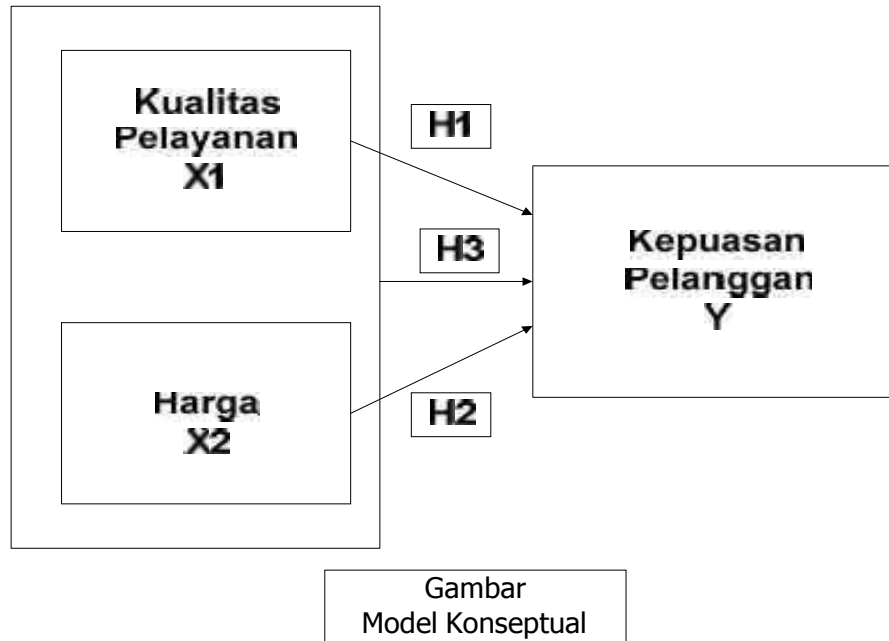 Kualitas
Pelayanan
X1
H1
H3
Kepuasan
Pelanggan
Y
Harga
X2
H2
Gambar
Model Konseptual